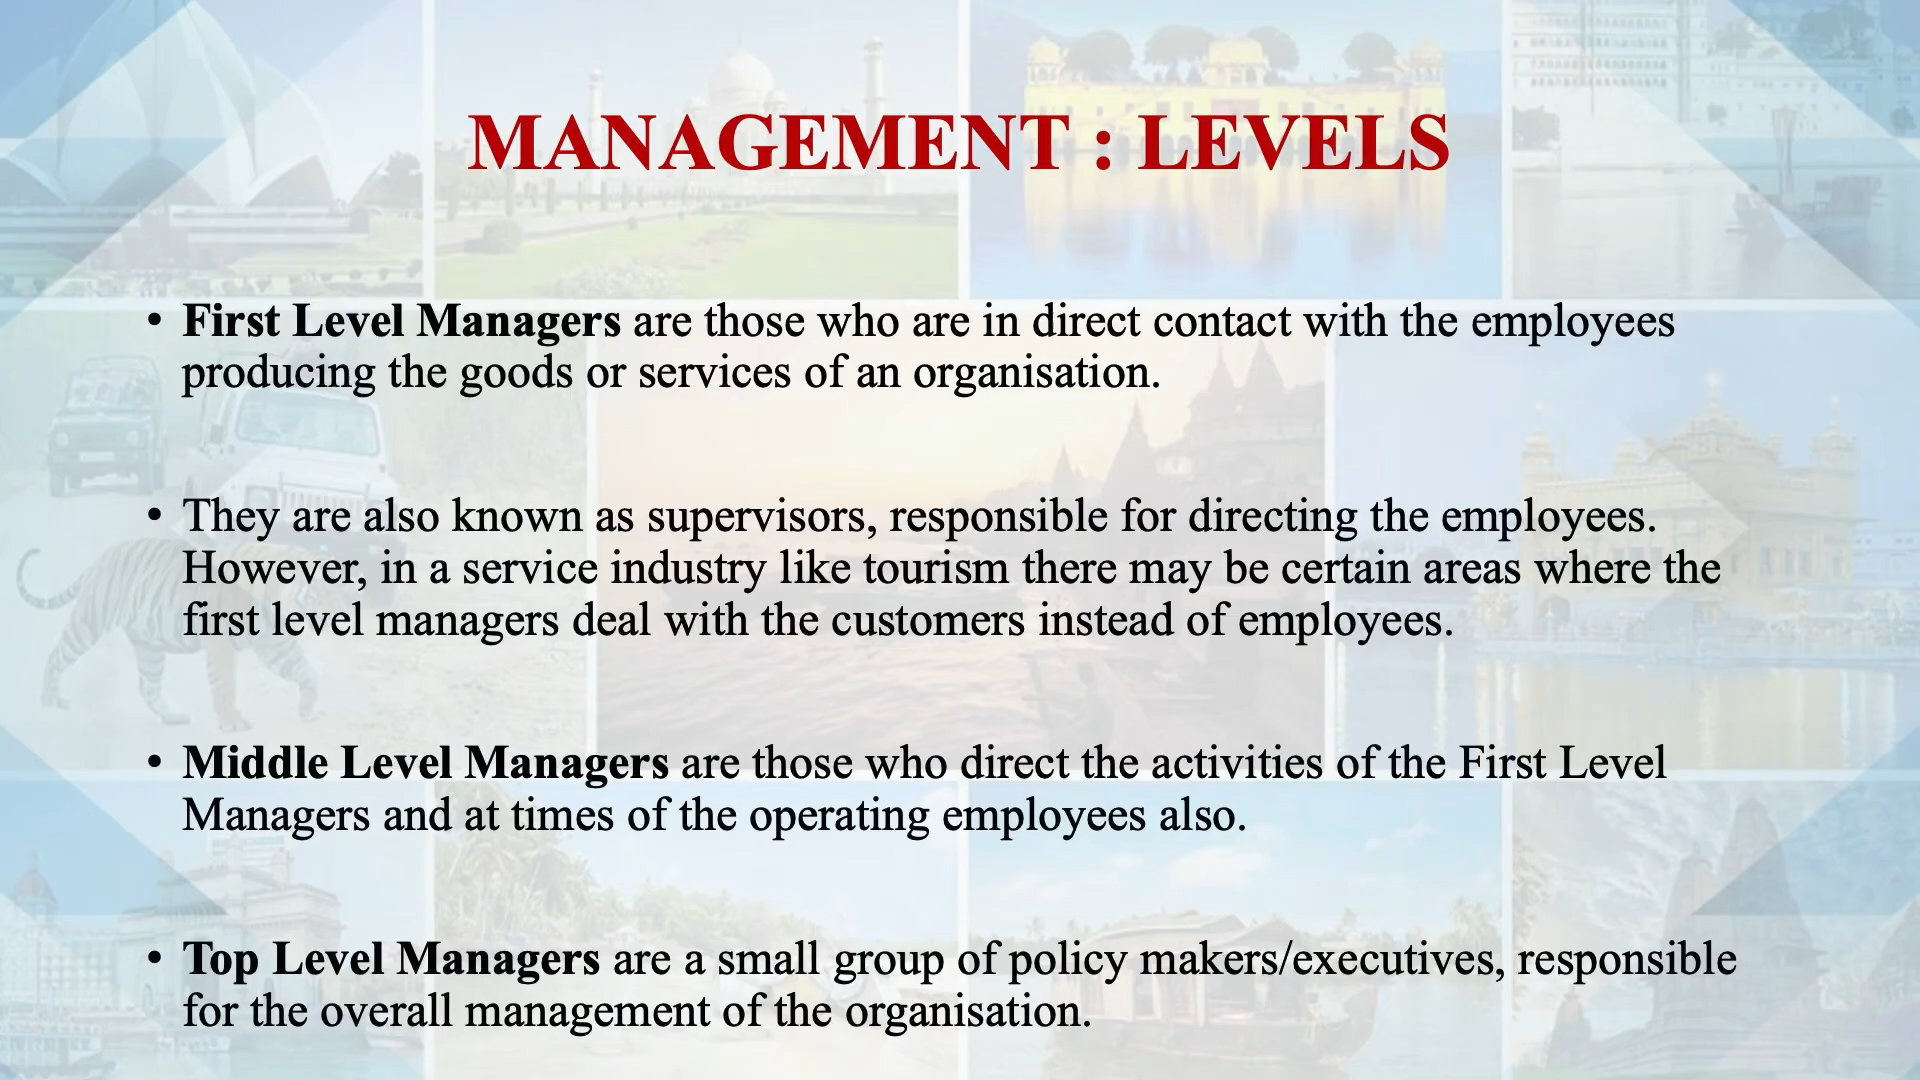 MANAGEMENT : LEVELS
• First Level Managers are those who are in direct contact with the employees
producing the goods or services of an organisation.
• They are also known as supervisors, responsible for directing the employees.
However, in a service industry like tourism there may be certain areas where the
first level managers deal with the customers instead of employees.
• Middle Level Managers are those who direct the activities of the First Level
Managers and at times of the operating employees also.
• Top Level Managers are a small group of policy makers/executives, responsible
for the overall management of the organisation.